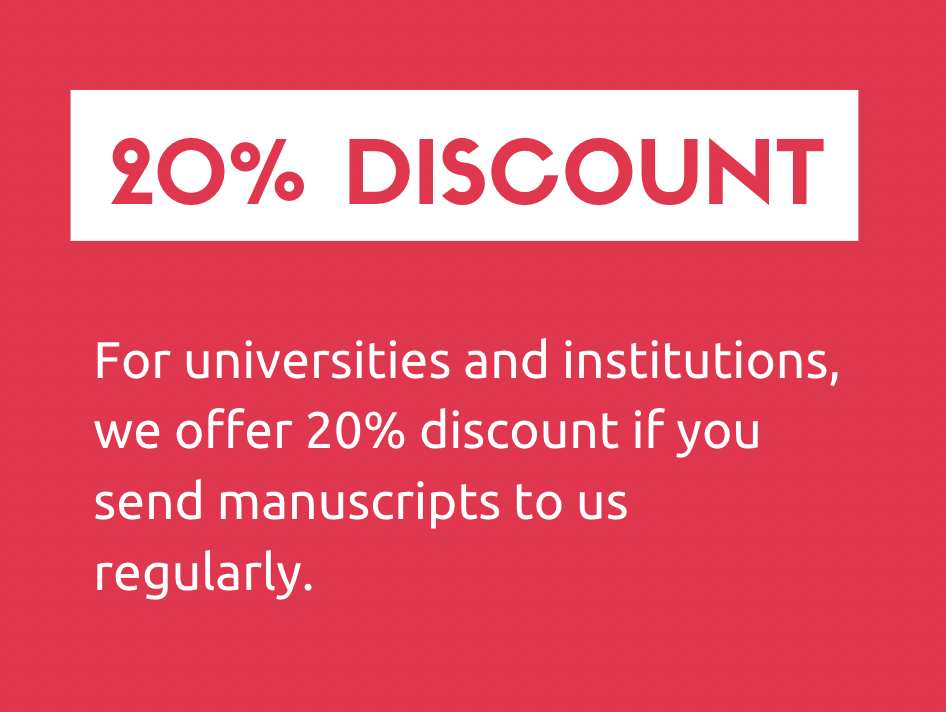 20% DISCOUNT
For universities and institutions,
we offer 20% discount if you
send manuscripts to us
regularly.